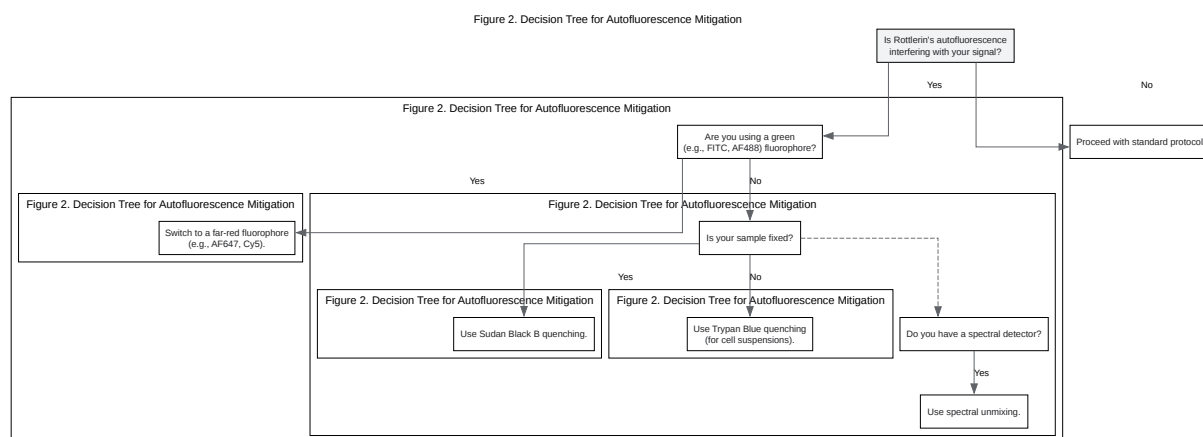 Figure 2. Decision Tree for Autofluorescence Mitigation
Is Rottlerin's autofluorescence
interfering with your signal?
Yes
No
Figure 2. Decision Tree for Autofluorescence Mitigation
Are you using a green
(e.g., FITC, AF488) fluorophore?
Proceed with standard protocol
Yes
No
Figure 2. Decision Tree for Autofluorescence Mitigation
Figure 2. Decision Tree for Autofluorescence Mitigation
Switch to a far-red fluorophore
(e.g., AF647, Cy5).
Is your sample fixed?
Yes
No
Figure 2. Decision Tree for Autofluorescence Mitigation
Figure 2. Decision Tree for Autofluorescence Mitigation
Use Sudan Black B quenching.
Use Trypan Blue quenching
(for cell suspensions).
Do you have a spectral detector?
Yes
Use spectral unmixing.